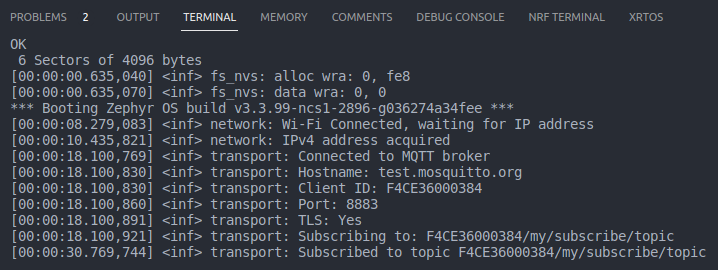 PROBLEMS 2 OUTPUT TERMINAL MEMORY COMMENTS DEBUG CONSOLE NRF TERMINAL XRTOS
OK
6 Sectors of 4096 bytes
[00:00:00.635,040] <inf> fs_nvs: alloc wra: 0, fe8
[00:00:00.635,070] <inf> fs_nvs: data wra: 0, 0
*** Booting Zephyr OS build v3.3.99-ncs1-2896-g036274a34fee ***
[00:00:08.279,083] <inf> network: Wi-Fi Connected, waiting for IP address
[00:00:10.435,821] <inf> network: IPv4 address acquired
[00:00:18.100,769] <inf> transport: Connected to MQTT broker
[00:00:18.100,830] <inf> transport: Hostname: test.mosquitto.org
[00:00:18.100,830] <inf> transport: Client ID: F4CE36000384
[00:00:18.100,860] <inf> transport: Port: 8883
[00:00:18.100,891] <inf> transport: TLS: Yes
[00:00:18.100,921] <inf> transport: Subscribing to: F4CE36000384/my/subscribe/topic
[00:00:30.769,744] <inf> transport: Subscribed to topic F4CE36000384/my/subscribe/topic